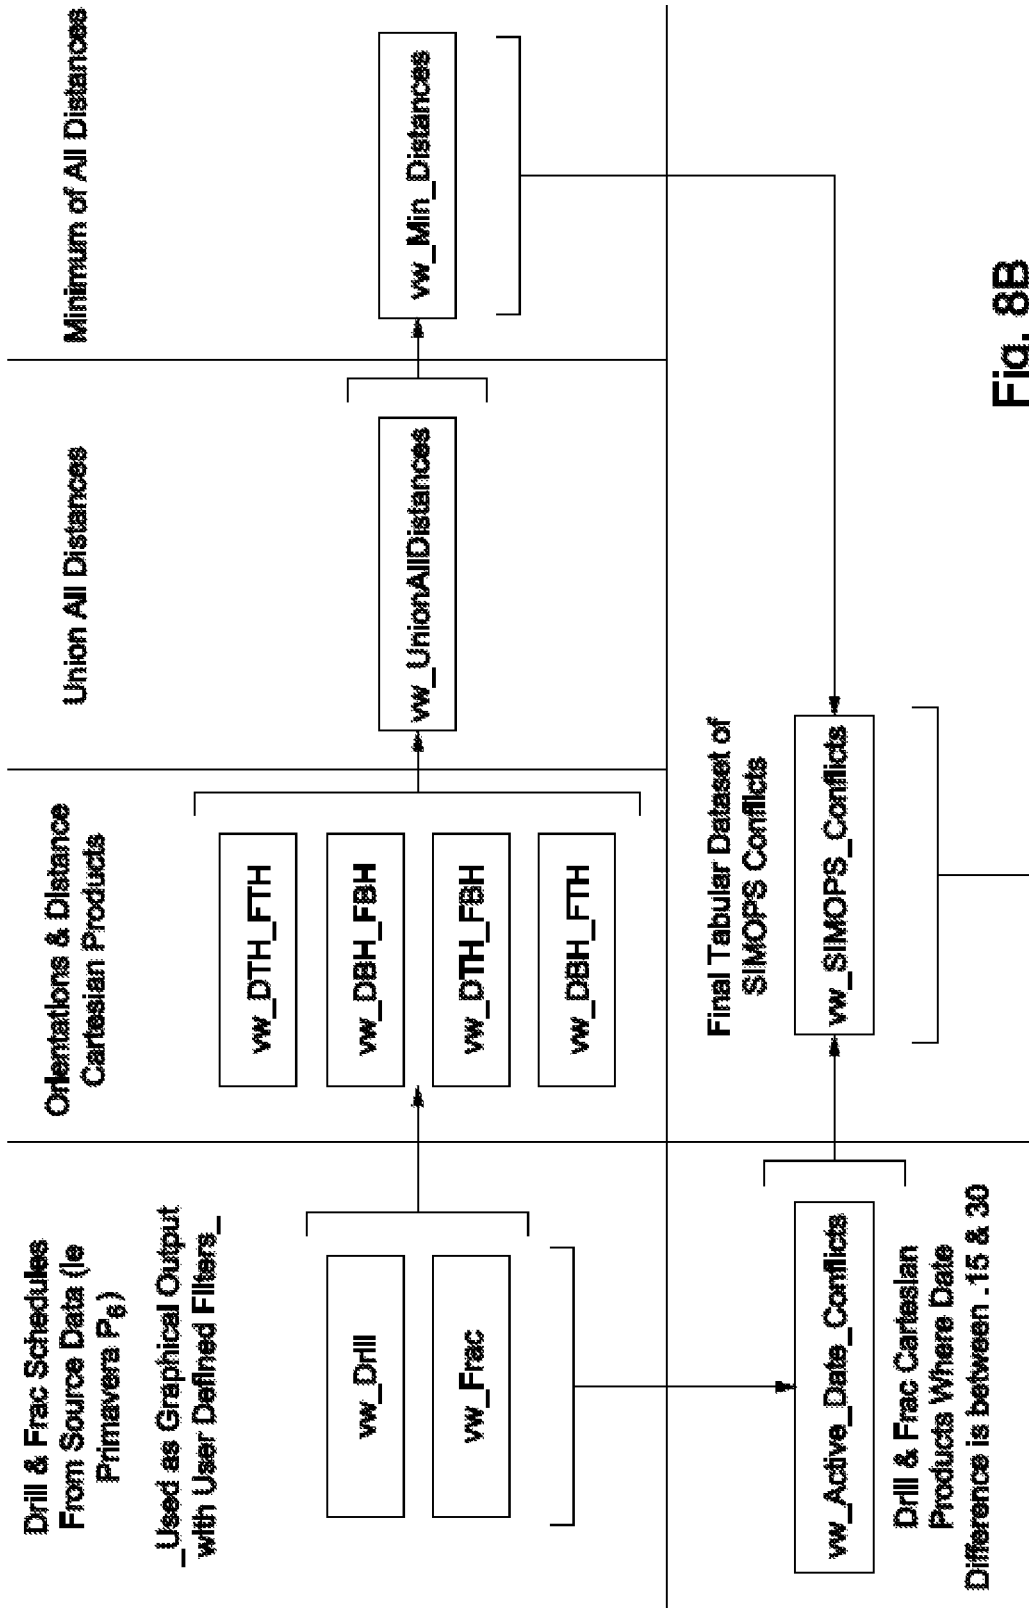 Drill & Frac Schedules
From Source Data (ie
Primavera P6)
_Used as Graphical Output
with User Defined Filters_
vw_Drill
vw_Frac
Orientations & Distance
Cartesian Products
vw_DTH_FTH
vw_DBH_FBH
vw_DTH_FBH
vw_DBH_FTH
Union All Distances
vw_UnionAllDistances
Minimum of All Distances
vw_Min_Distances
vw_Active_Date_Conflicts
Drill & Frac Cartesian
Products Where Date
Difference is between .15 & 30
Final Tabular Dataset of
SIMOPS Conflicts
vw_SIMOPS_Conflicts
Fig. 8B